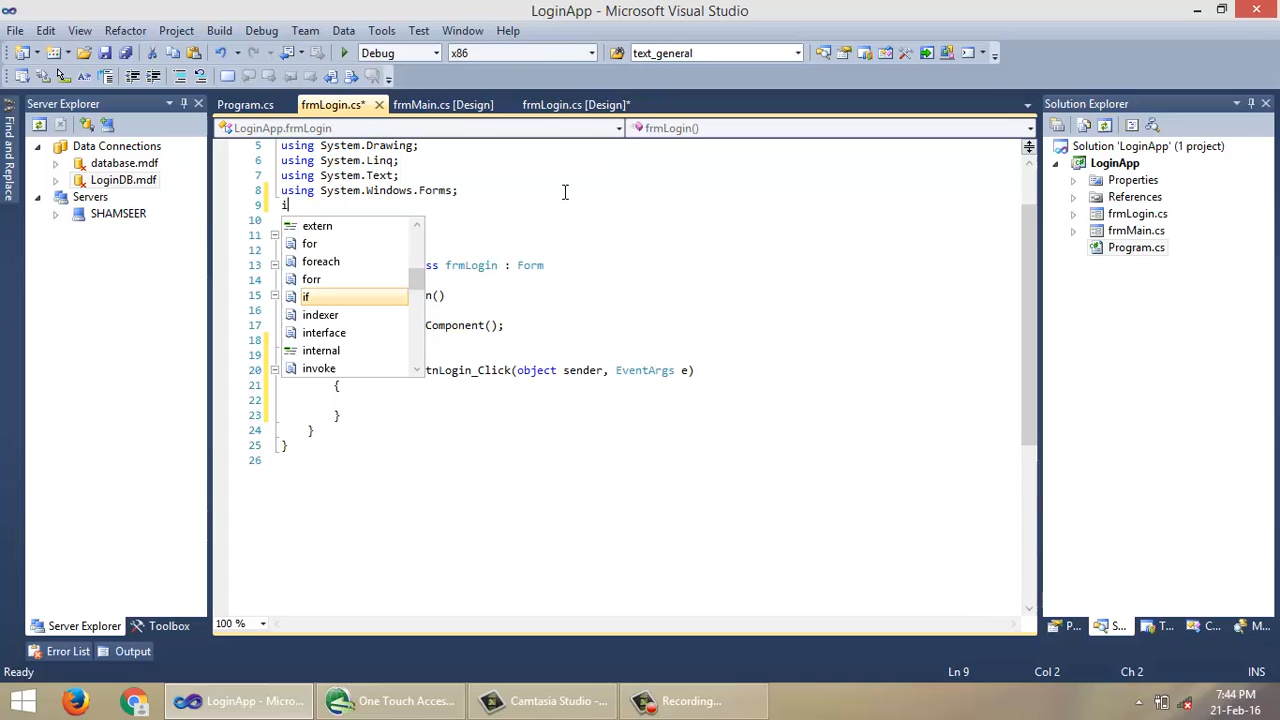 LoginApp - Microsoft Visual Studio
File Edit View Refactor Project Build Debug Team Data Tools Test Window Help
Debug x86 text_general
Find and Replace
Server Explorer
Data Connections
database.mdf
LoginDB.mdf
Servers
SHAMSEER
Program.cs frmLogin.cs* frmMain.cs [Design] frmLogin.cs [Design]*
LoginApp.frmLogin frmLogin()
5 using System.Drawing;
6 using System.Linq;
7 using System.Text;
8 using System.Windows.Forms;
9 i
10
11
12
13 ss frmLogin : Form
14
15 n()
16
17 Component();
18
19
20 tnLogin_Click(object sender, EventArgs e)
21 {
22
23 }
24 }
25 }
26
extern
for
foreach
forr
if
indexer
interface
internal
invoke
100 %
Solution Explorer
Solution 'LoginApp' (1 project)
LoginApp
Properties
References
frmLogin.cs
frmMain.cs
Program.cs
Server Explorer Toolbox
P... S... T... C... M...
Error List Output
Ready Ln 9 Col 2 Ch 2 INS
LoginApp - Micro... One Touch Acces... Camtasia Studio -... Recording...
7:44 PM
21-Feb-16